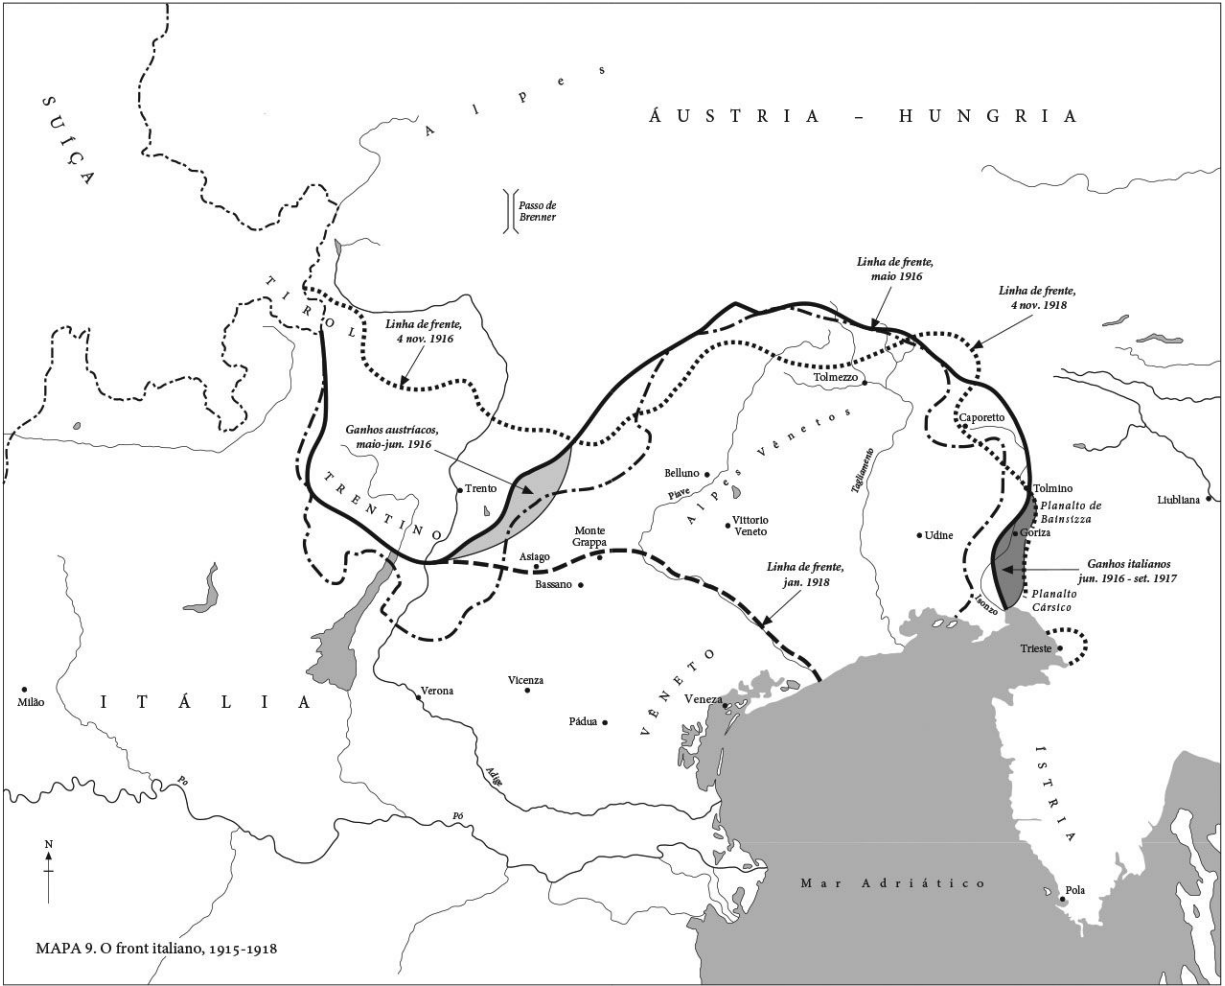 SUÍÇA
Alpes
ÁUSTRIA – HUNGRIA
Passo de
Brenner
TIROL
Linha de frente,
4 nov. 1916
Linha de frente,
maio 1916
Linha de frente,
4 nov. 1918
Ganhos austríacos,
maio-jun. 1916
Tolmezzo
Caporetto
Alpes Vênetos
Tagliamento
Belluno
Piave
Trento
TRENTINO
Tolmino
Planalto de
Bainsizza
Liubliana
Vittorio
Veneto
Monte
Grappa
Udine
Goriza
Asiago
Bassano
Linha de frente,
jan. 1918
Ganhos italianos
jun. 1916 - set. 1917
Isonzo
Planalto
Cársico
Trieste
Milão
ITÁLIA
Verona
Vicenza
Pádua
VÊNETO
Veneza
ÍSTRIA
Po
Adige
Pó
N
Mar Adriático
Pola
MAPA 9. O front italiano, 1915-1918